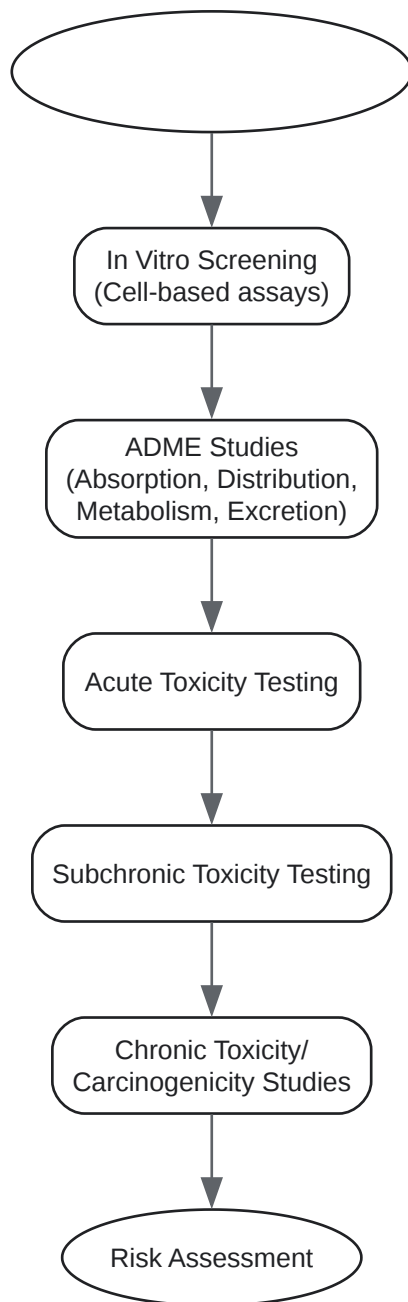 In Vitro Screening
(Cell-based assays)
ADME Studies
(Absorption, Distribution,
Metabolism, Excretion)
Acute Toxicity Testing
Subchronic Toxicity Testing
Chronic Toxicity/
Carcinogenicity Studies
Risk Assessment